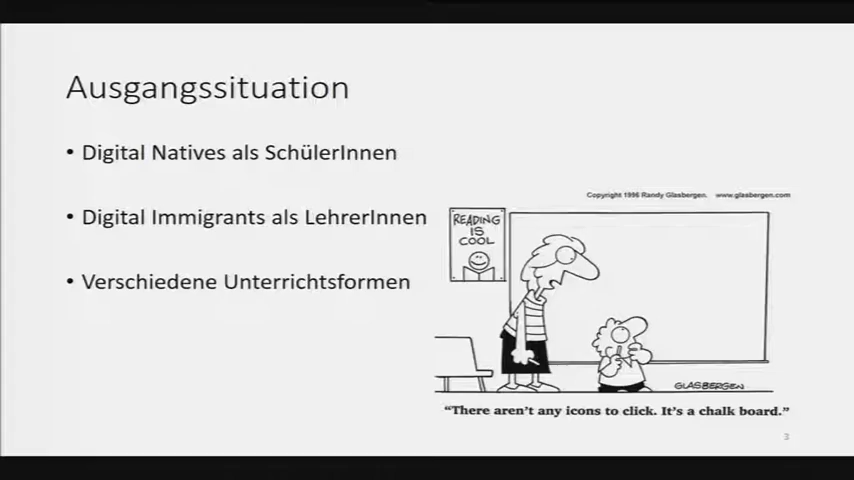 Ausgangssituation
• Digital Natives als SchülerInnen
• Digital Immigrants als LehrerInnen
• Verschiedene Unterrichtsformen
Copyright 1996 Randy Glasbergen. www.glasbergen.com
READING
IS
COOL
GLASBERGEN
“There aren’t any icons to click. It’s a chalk board.”
3